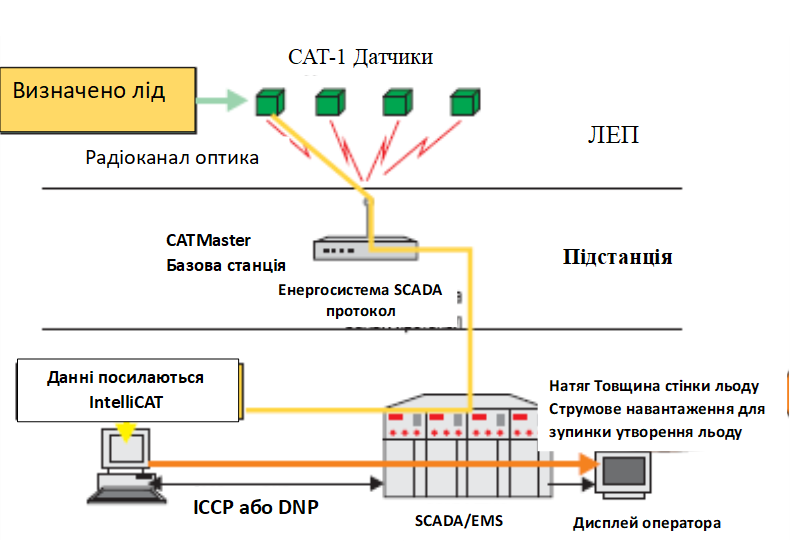 CAT-1 Датчики
Визначено лід
ЛЕП
Радіоканал оптика
CATMaster
Базова станція
Підстанція
Енергосистема SCADA
протокол
Данні посилаються
IntelliCAT
Натяг Товщина стінки льоду
Струмове навантаження для
зупинки утворення льоду
ICCP або DNP
SCADA/EMS
Дисплей оператора